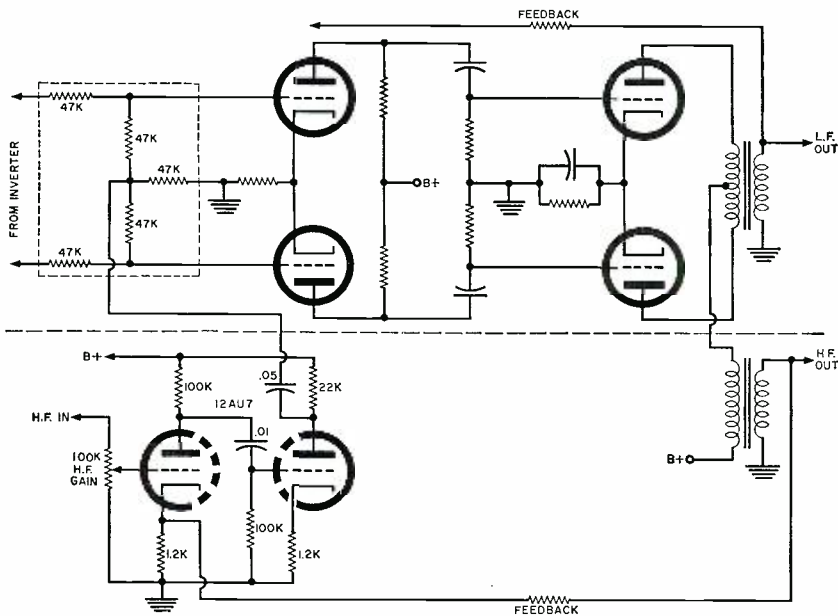 FEEDBACK
47K
47K
47K
47K
47K
FROM INVERTER
B+
L.F.
OUT
B+
100K
.05
22K
12AU7
H.F. IN
.01
100K
H.F.
GAIN
100K
1.2K
1.2K
H.F.
OUT
B+
FEEDBACK